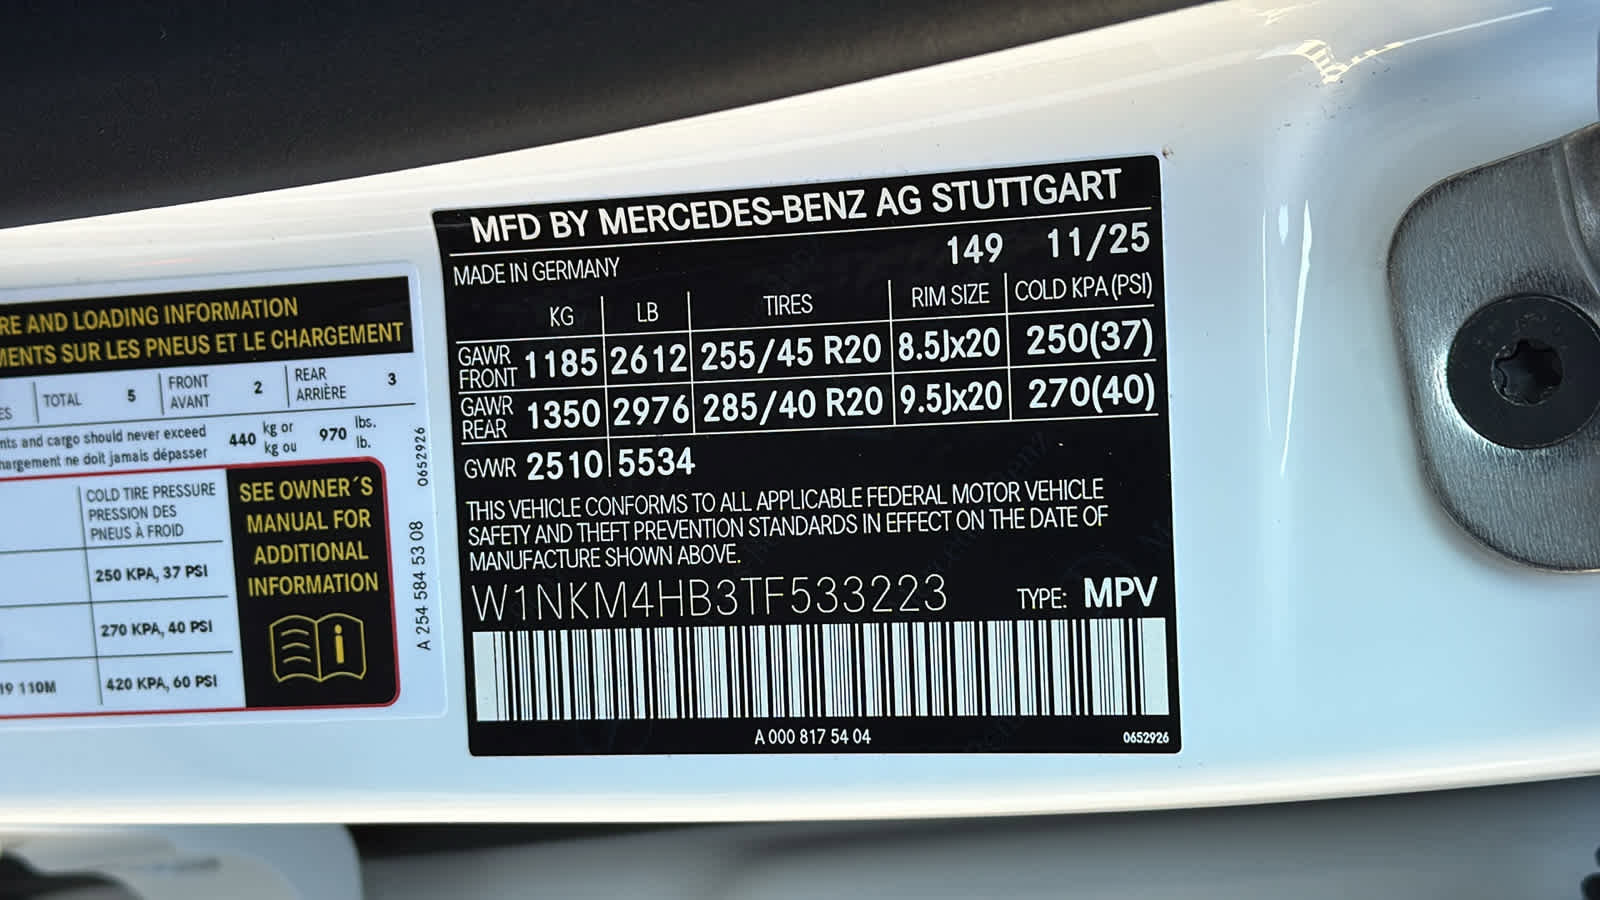 RE AND LOADING INFORMATION
MENTS SUR LES PNEUS ET LE CHARGEMENT
ES TOTAL 5 FRONT AVANT 2 REAR ARRIÈRE 3
nts and cargo should never exceed
hargement ne doit jamais dépasser
440 kg or kg ou 970 lbs. lb.
COLD TIRE PRESSURE
PRESSION DES
PNEUS À FROID
250 KPA, 37 PSI
270 KPA, 40 PSI
19 110M 420 KPA, 60 PSI
SEE OWNER´S
MANUAL FOR
ADDITIONAL
INFORMATION
A 254 584 53 08 0652926
MFD BY MERCEDES-BENZ AG STUTTGART
149 11/25
MADE IN GERMANY
KG LB TIRES RIM SIZE COLD KPA(PSI)
GAWR FRONT 1185 2612 255/45 R20 8.5Jx20 250(37)
GAWR REAR 1350 2976 285/40 R20 9.5Jx20 270(40)
GVWR 2510 5534
THIS VEHICLE CONFORMS TO ALL APPLICABLE FEDERAL MOTOR VEHICLE
SAFETY AND THEFT PREVENTION STANDARDS IN EFFECT ON THE DATE OF
MANUFACTURE SHOWN ABOVE.
W1NKM4HB3TF533223 TYPE: MPV
A 000 817 54 04 0652926